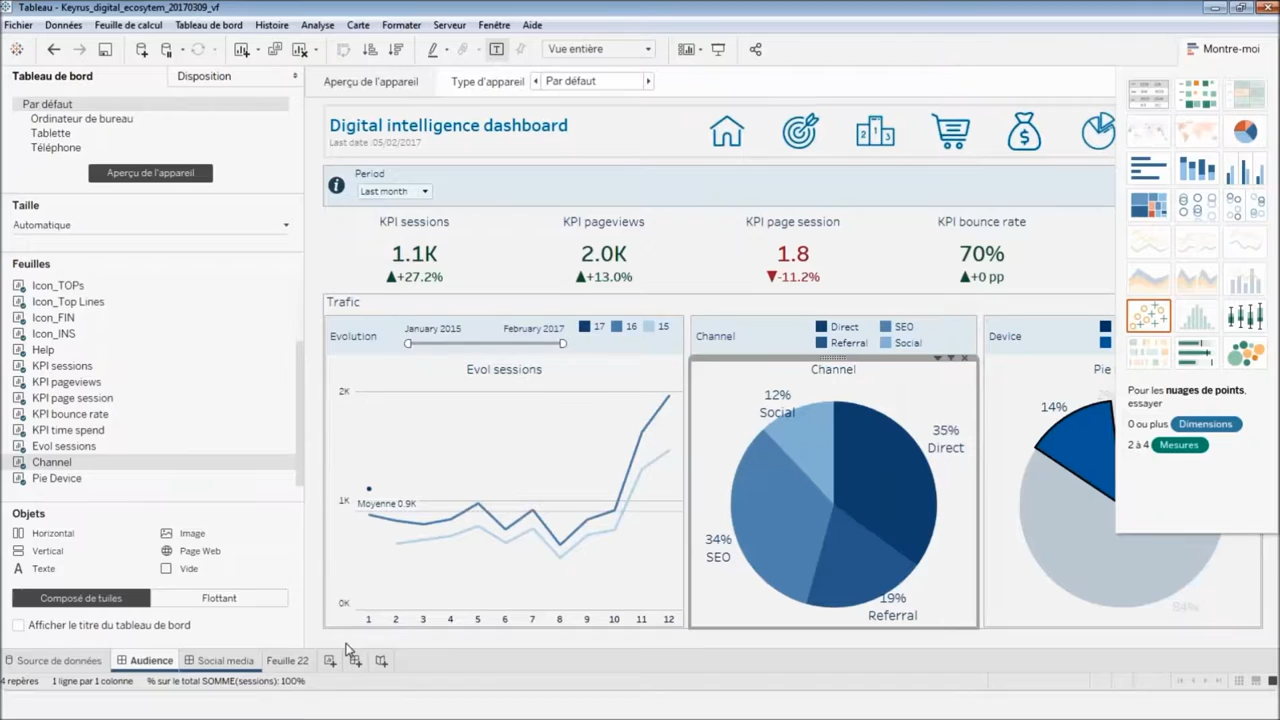 Tableau - Keyrus_digital_ecosytem_20170309_vf
Fichier Données Feuille de calcul Tableau de bord Histoire Analyse Carte Formater Serveur Fenêtre Aide
Vue entière
Montre-moi
Tableau de bord Disposition
Aperçu de l'appareil Type d'appareil Par défaut
Par défaut
Ordinateur de bureau
Tablette
Téléphone
Aperçu de l'appareil
Taille
Automatique
Feuilles
Icon_TOPs
Icon_Top Lines
Icon_FIN
Icon_INS
Help
KPI sessions
KPI pageviews
KPI page session
KPI bounce rate
KPI time spend
Evol sessions
Channel
Pie Device
Objets
Horizontal Image
Vertical Page Web
A Texte Vide
Composé de tuiles Flottant
Afficher le titre du tableau de bord
Digital intelligence dashboard
Last date :05/02/2017
2 1 3
$
i
Period
Last month
KPI sessions KPI pageviews KPI page session KPI bounce rate
1.1K 2.0K 1.8 70%
▲+27.2% ▲+13.0% ▼-11.2% ▲+0 pp
Trafic
Evolution January 2015 February 2017 17 16 15
Channel Direct SEO
Referral Social
Device
Evol sessions
2K
1K
0K
Moyenne 0.9K
1 2 3 4 5 6 7 8 9 10 11 12
Channel
12%
Social
35%
Direct
34%
SEO
19%
Referral
Pie
14%
84%
Pour les nuages de points,
essayer
0 ou plus Dimensions
2 à 4 Mesures
Source de données Audience Social media Feuille 22
4 repères 1 ligne par 1 colonne % sur le total SOMME(sessions): 100%